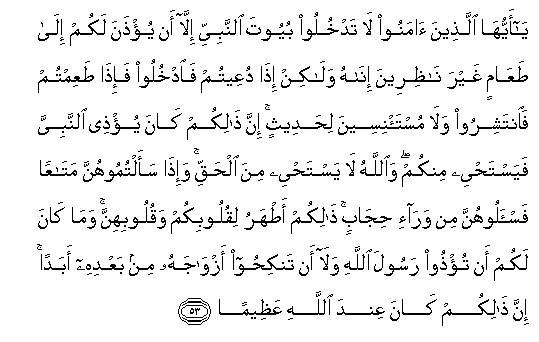 يَـٰٓأَيُّهَا ٱلَّذِينَ ءَامَنُوا۟ لَا تَدْخُلُوا۟ بُيُوتَ ٱلنَّبِىِّ إِلَّآ أَن يُؤْذَنَ لَكُمْ إِلَىٰ
طَعَامٍ غَيْرَ نَـٰظِرِينَ إِنَىٰهُ وَلَـٰكِنْ إِذَا دُعِيتُمْ فَٱدْخُلُوا۟ فَإِذَا طَعِمْتُمْ
فَٱنتَشِرُوا۟ وَلَا مُسْتَـْٔنِسِينَ لِحَدِيثٍ ۚ إِنَّ ذَٰلِكُمْ كَانَ يُؤْذِى ٱلنَّبِىَّ
فَيَسْتَحْىِۦ مِنكُمْ ۖ وَٱللَّهُ لَا يَسْتَحْىِۦ مِنَ ٱلْحَقِّ ۚ وَإِذَا سَأَلْتُمُوهُنَّ مَتَـٰعًا
فَسْـَٔلُوهُنَّ مِن وَرَآءِ حِجَابٍ ۚ ذَٰلِكُمْ أَطْهَرُ لِقُلُوبِكُمْ وَقُلُوبِهِنَّ ۚ وَمَا كَانَ
لَكُمْ أَن تُؤْذُوا۟ رَسُولَ ٱللَّهِ وَلَآ أَن تَنكِحُوٓا۟ أَزْوَٰجَهُۥ مِنۢ بَعْدِهِۦٓ أَبَدًا ۚ
إِنَّ ذَٰلِكُمْ كَانَ عِندَ ٱللَّهِ عَظِيمًا ٥٣